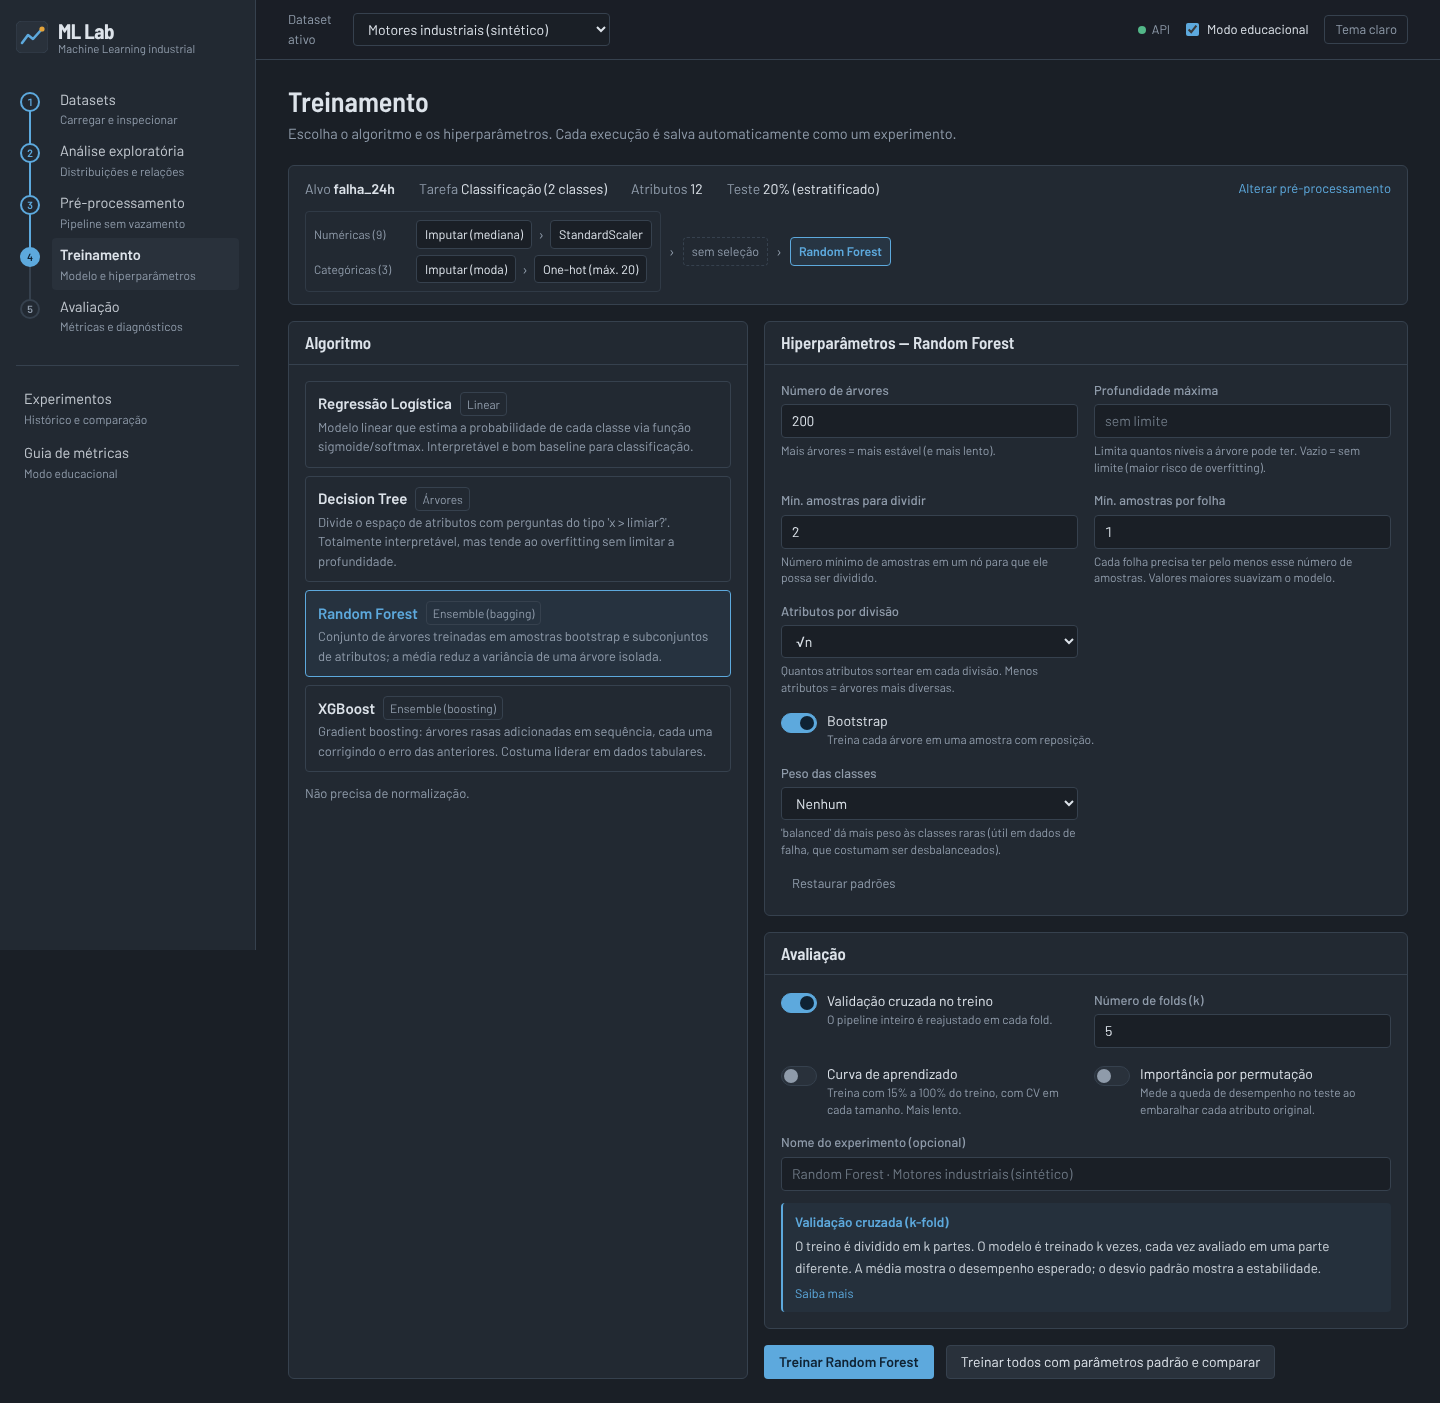 ML Lab
Machine Learning industrial
1
Datasets
Carregar e inspecionar
2
Análise exploratória
Distribuições e relações
3
Pré-processamento
Pipeline sem vazamento
4
Treinamento
Modelo e hiperparâmetros
5
Avaliação
Métricas e diagnósticos
Experimentos
Histórico e comparação
Guia de métricas
Modo educacional
Dataset
ativo
Motores industriais (sintético)
API
Modo educacional
Tema claro
Treinamento
Escolha o algoritmo e os hiperparâmetros. Cada execução é salva automaticamente como um experimento.
Alvo falha_24h Tarefa Classificação (2 classes) Atributos 12 Teste 20% (estratificado)
Alterar pré-processamento
Numéricas (9) Imputar (mediana) › StandardScaler
Categóricas (3) Imputar (moda) › One-hot (máx. 20)
› sem seleção › Random Forest
Algoritmo
Regressão Logística Linear
Modelo linear que estima a probabilidade de cada classe via função
sigmoide/softmax. Interpretável e bom baseline para classificação.
Decision Tree Árvores
Divide o espaço de atributos com perguntas do tipo 'x > limiar?'.
Totalmente interpretável, mas tende ao overfitting sem limitar a
profundidade.
Random Forest Ensemble (bagging)
Conjunto de árvores treinadas em amostras bootstrap e subconjuntos
de atributos; a média reduz a variância de uma árvore isolada.
XGBoost Ensemble (boosting)
Gradient boosting: árvores rasas adicionadas em sequência, cada uma
corrigindo o erro das anteriores. Costuma liderar em dados tabulares.
Não precisa de normalização.
Hiperparâmetros — Random Forest
Número de árvores
200
Mais árvores = mais estável (e mais lento).
Profundidade máxima
sem limite
Limita quantos níveis a árvore pode ter. Vazio = sem
limite (maior risco de overfitting).
Mín. amostras para dividir
2
Número mínimo de amostras em um nó para que ele
possa ser dividido.
Mín. amostras por folha
1
Cada folha precisa ter pelo menos esse número de
amostras. Valores maiores suavizam o modelo.
Atributos por divisão
√n
Quantos atributos sortear em cada divisão. Menos
atributos = árvores mais diversas.
Bootstrap
Treina cada árvore em uma amostra com reposição.
Peso das classes
Nenhum
'balanced' dá mais peso às classes raras (útil em dados de
falha, que costumam ser desbalanceados).
Restaurar padrões
Avaliação
Validação cruzada no treino
O pipeline inteiro é reajustado em cada fold.
Número de folds (k)
5
Curva de aprendizado
Treina com 15% a 100% do treino, com CV em
cada tamanho. Mais lento.
Importância por permutação
Mede a queda de desempenho no teste ao
embaralhar cada atributo original.
Nome do experimento (opcional)
Random Forest · Motores industriais (sintético)
Validação cruzada (k-fold)
O treino é dividido em k partes. O modelo é treinado k vezes, cada vez avaliado em uma parte
diferente. A média mostra o desempenho esperado; o desvio padrão mostra a estabilidade.
Saiba mais
Treinar Random Forest
Treinar todos com parâmetros padrão e comparar